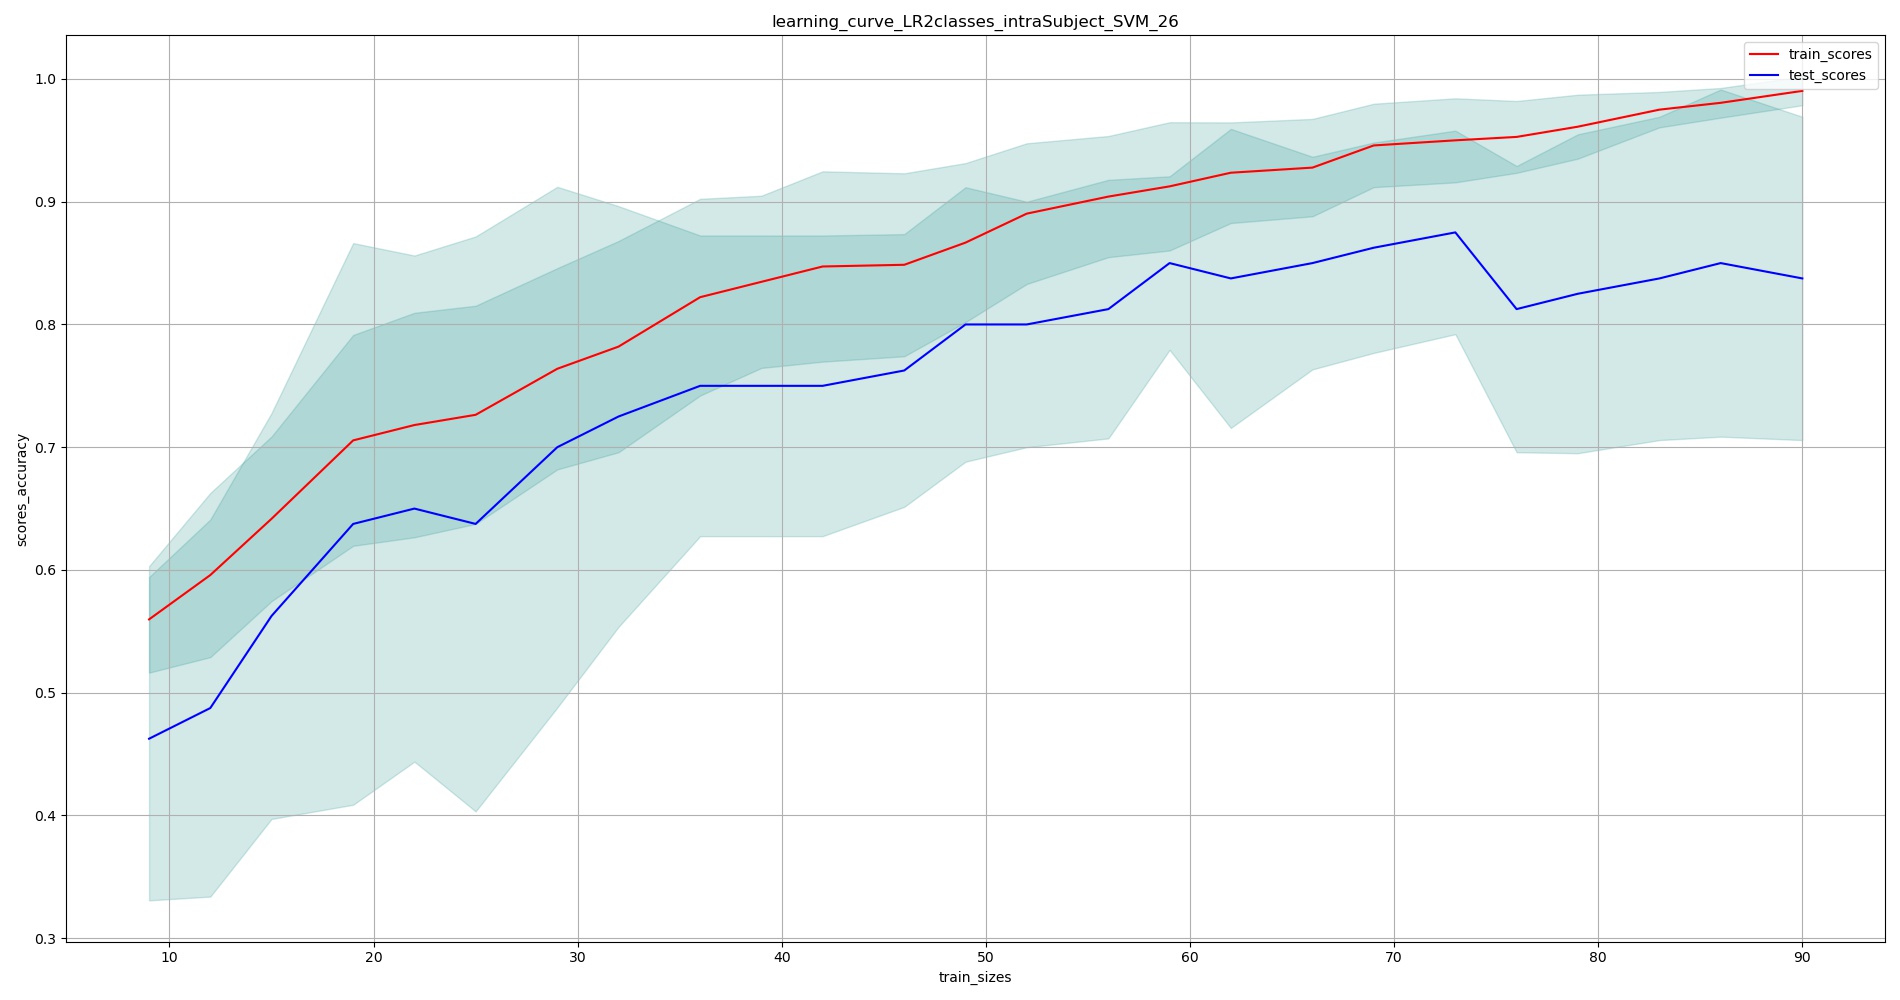 learning_curve_LR2classes_intraSubject_SVM_26
train_scores
test_scores
1.0
0.9
0.8
0.7
0.6
0.5
0.4
0.3
scores_accuracy
10 20 30 40 50 60 70 80 90
train_sizes